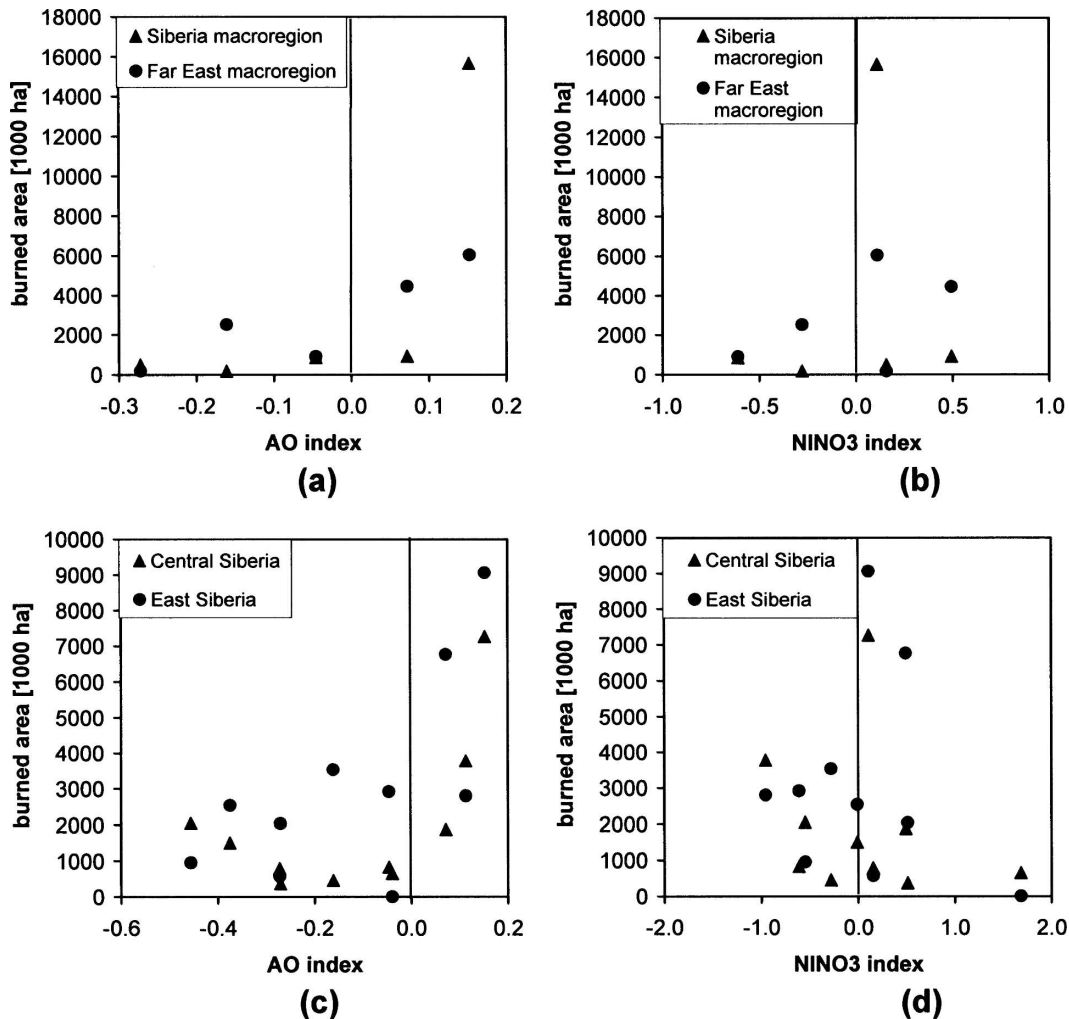 burned area [1000 ha]
18000
16000
14000
12000
10000
8000
6000
4000
2000
0
Siberia macroregion
Far East macroregion
-0.3
-0.2
-0.1
0.0
0.1
0.2
AO index
(a)
burned area [1000 ha]
18000
16000
14000
12000
10000
8000
6000
4000
2000
0
Siberia
macroregion
Far East
macroregion
-1.0
-0.5
0.0
0.5
1.0
NINO3 index
(b)
burned area [1000 ha]
10000
9000
8000
7000
6000
5000
4000
3000
2000
1000
0
Central Siberia
East Siberia
-0.6
-0.4
-0.2
0.0
0.2
AO index
(c)
burned area [1000 ha]
10000
9000
8000
7000
6000
5000
4000
3000
2000
1000
0
Central Siberia
East Siberia
-2.0
-1.0
0.0
1.0
2.0
NINO3 index
(d)